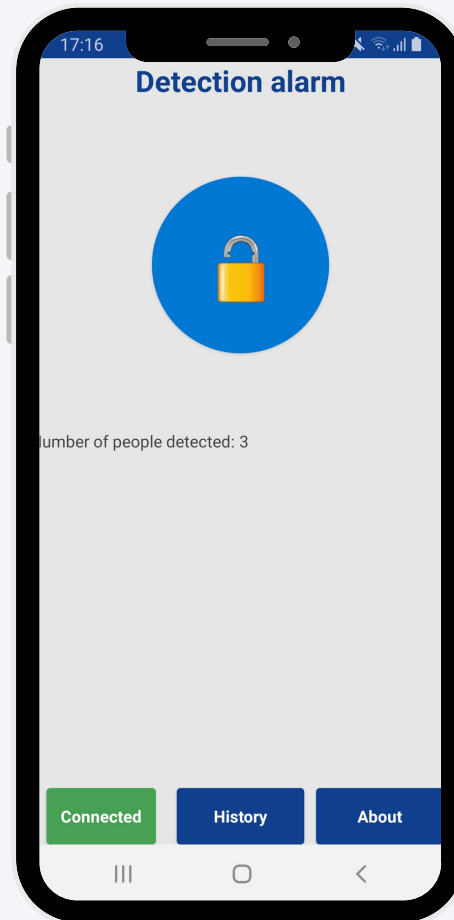 17:16
Detection alarm
umber of people detected: 3
Connected
History
About